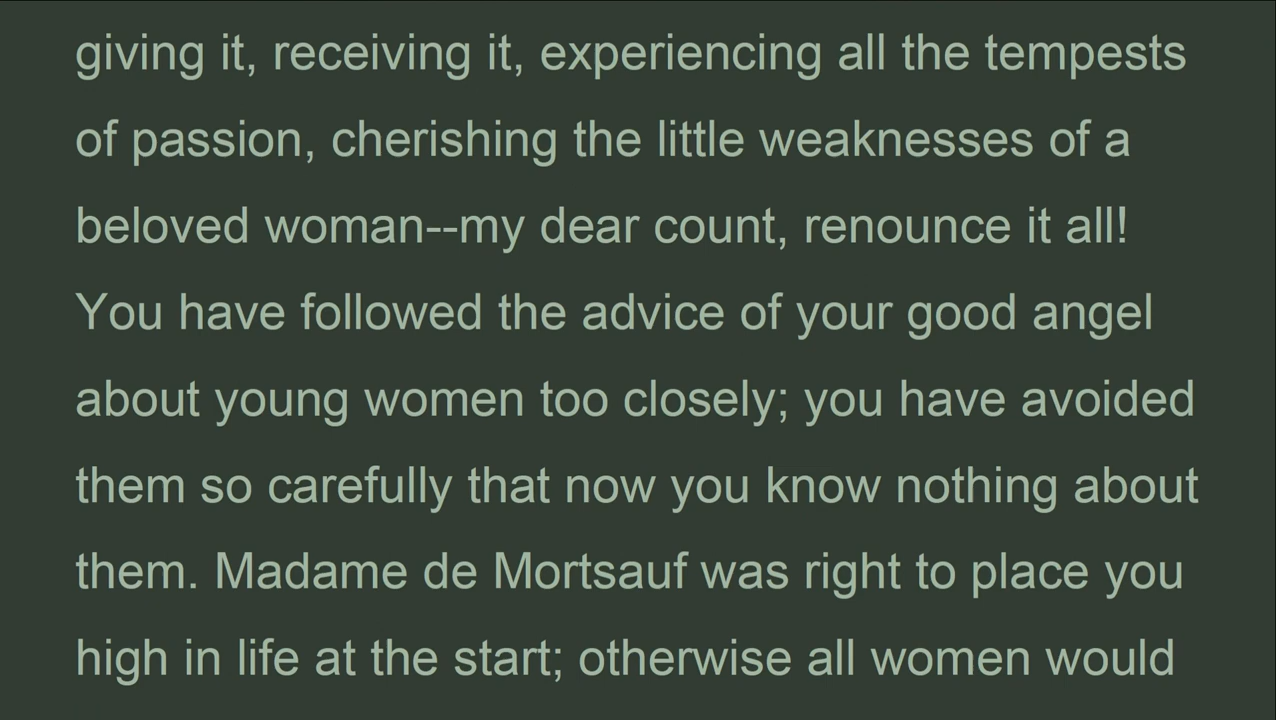 giving it, receiving it, experiencing all the tempests
of passion, cherishing the little weaknesses of a
beloved woman--my dear count, renounce it all!
You have followed the advice of your good angel
about young women too closely; you have avoided
them so carefully that now you know nothing about
them. Madame de Mortsauf was right to place you
high in life at the start; otherwise all women would